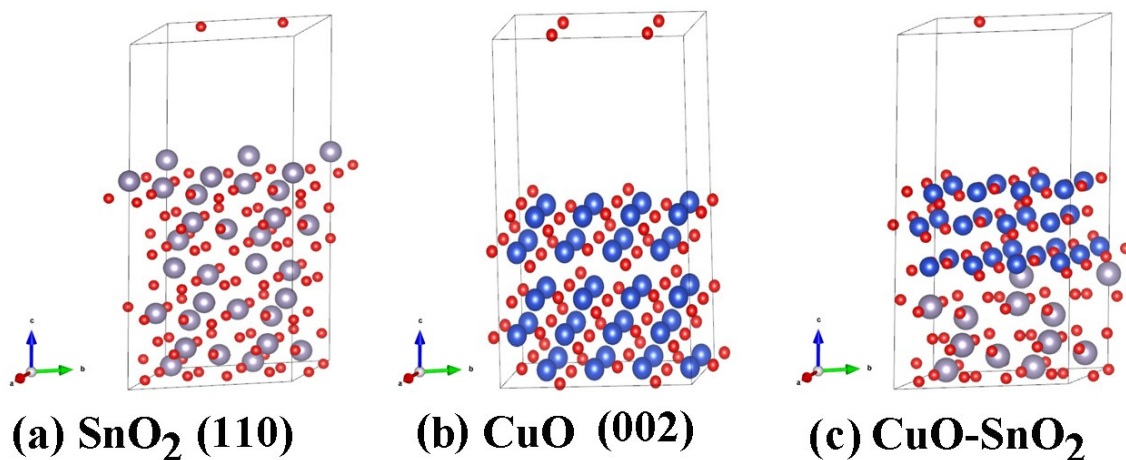 c
a
b
c
a
b
c
a
b
(a) SnO₂ (110)
(b) CuO (002)
(c) CuO-SnO₂